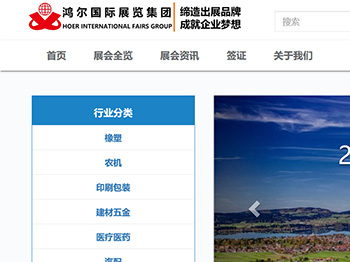 鸿尔国际展览集团
HOER INTERNATIONAL FAIRS GROUP
缔造出展品牌
成就企业梦想
搜索
首页 展会全览 展会资讯 签证 关于我们
行业分类
橡塑
农机
印刷包装
建材五金
医疗医药
汽配
2